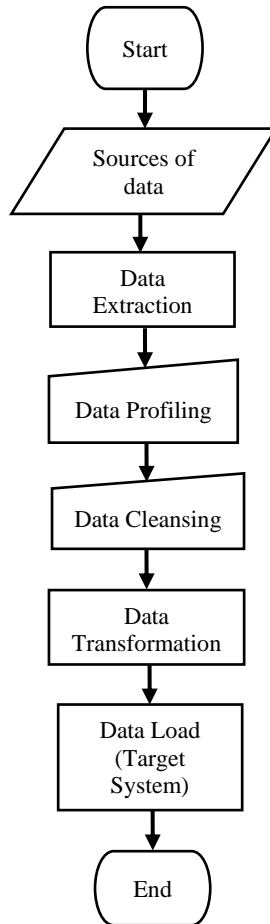 Start
Sources of
data
Data
Extraction
Data Profiling
Data Cleansing
Data
Transformation
Data Load
(Target
System)
End